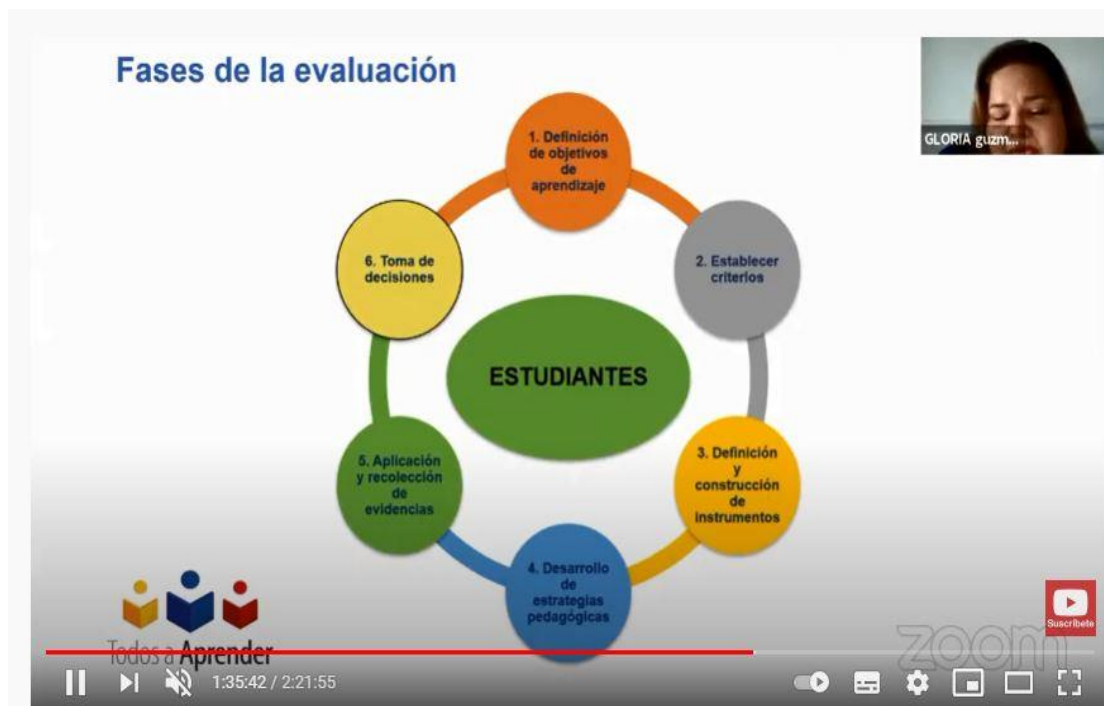 Fases de la evaluación
GLORIA guzm...
1. Definición
de objetivos
de
aprendizaje
2. Establecer
criterios
3. Definición
y
construcción
de
instrumentos
4. Desarrollo
de
estrategias
pedagógicas
5. Aplicación
y recolección
de
evidencias
6. Toma de
decisiones
ESTUDIANTES
Todos a Aprender
Suscríbete
zoom
1:35:42 / 2:21:55